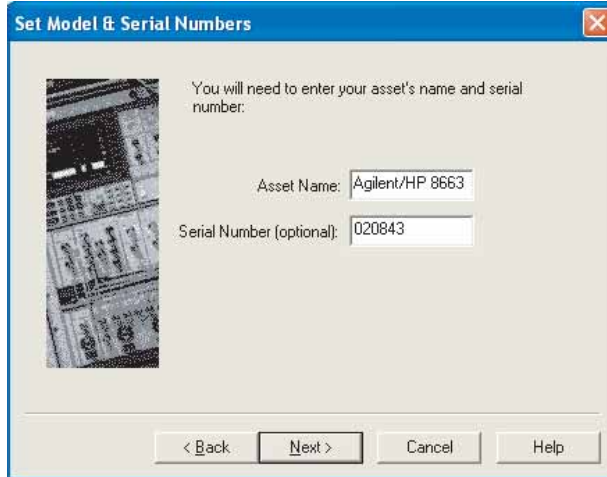 Set Model & Serial Numbers
You will need to enter your asset's name and serial
number:
Asset Name: Agilent/HP 8663
Serial Number (optional): 020843
< Back Next > Cancel Help